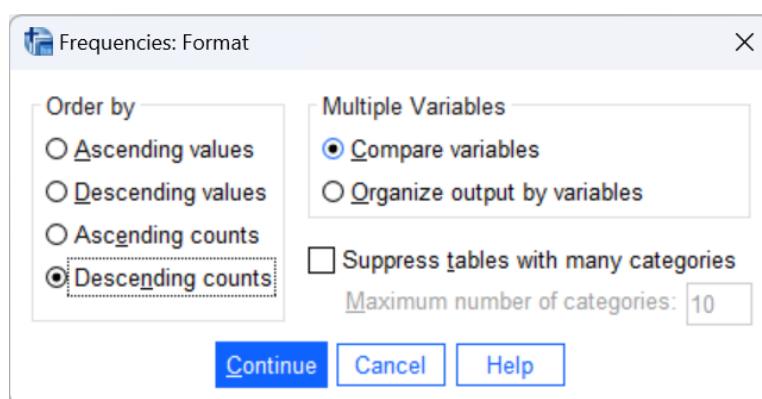 Frequencies: Format
Order by
Ascending values
Descending values
Ascending counts
Descending counts
Multiple Variables
Compare variables
Organize output by variables
Suppress tables with many categories
Maximum number of categories: 10
Continue Cancel Help